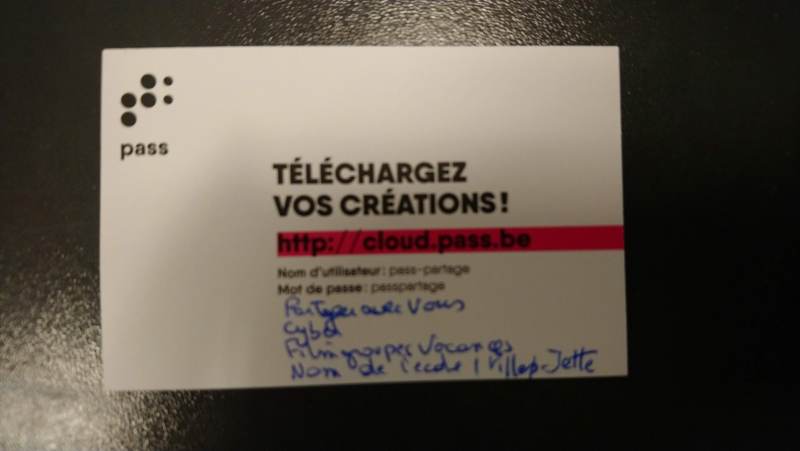 pass
TÉLÉCHARGEZ
VOS CRÉATIONS!
http://cloud.pass.be
Nom d'utilisateur: pass-partage
Mot de passe: passpartage
Partager avec Vous
Cyber
Film groupes Vacances
Nom de l'école / Jette